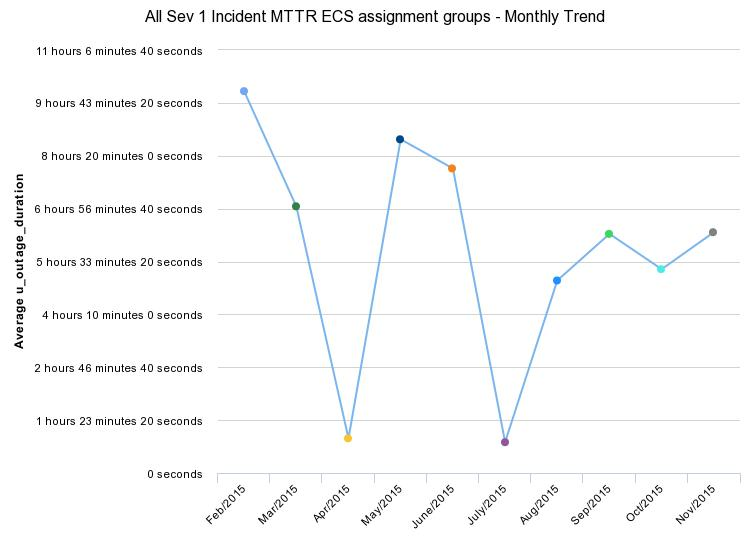 All Sev 1 Incident MTTR ECS assignment groups - Monthly Trend
11 hours 6 minutes 40 seconds
9 hours 43 minutes 20 seconds
8 hours 20 minutes 0 seconds
6 hours 56 minutes 40 seconds
5 hours 33 minutes 20 seconds
4 hours 10 minutes 0 seconds
2 hours 46 minutes 40 seconds
1 hours 23 minutes 20 seconds
0 seconds
Average u_outage_duration
Feb/2015
Mar/2015
Apr/2015
May/2015
June/2015
July/2015
Aug/2015
Sep/2015
Oct/2015
Nov/2015